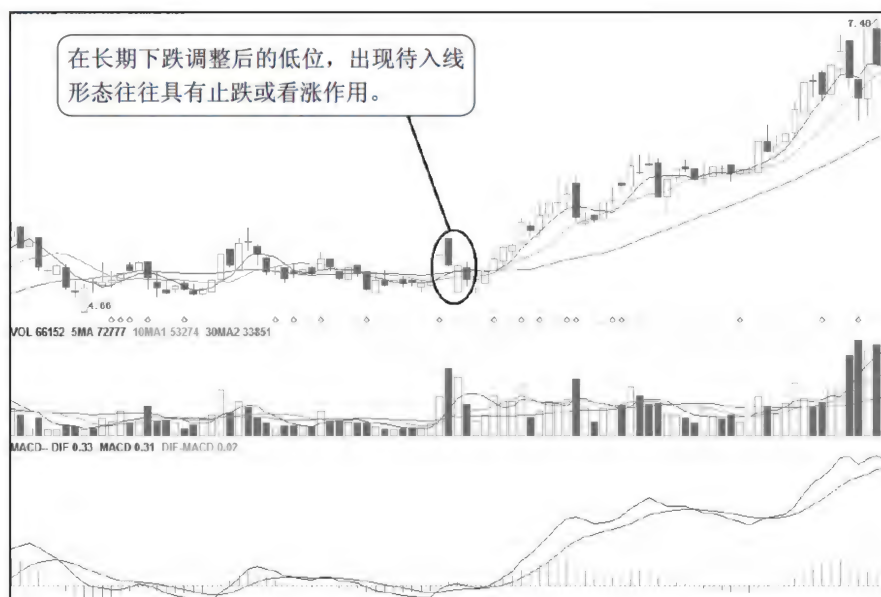 7.40
在长期下跌调整后的低位，出现待入线
形态往往具有止跌或看涨作用。
4.66
VOL 66152 5MA 72777 10MA1 53274 30MA2 33851
MACD-- DIF 0.33 MACD 0.31 DIF-MACD 0.02